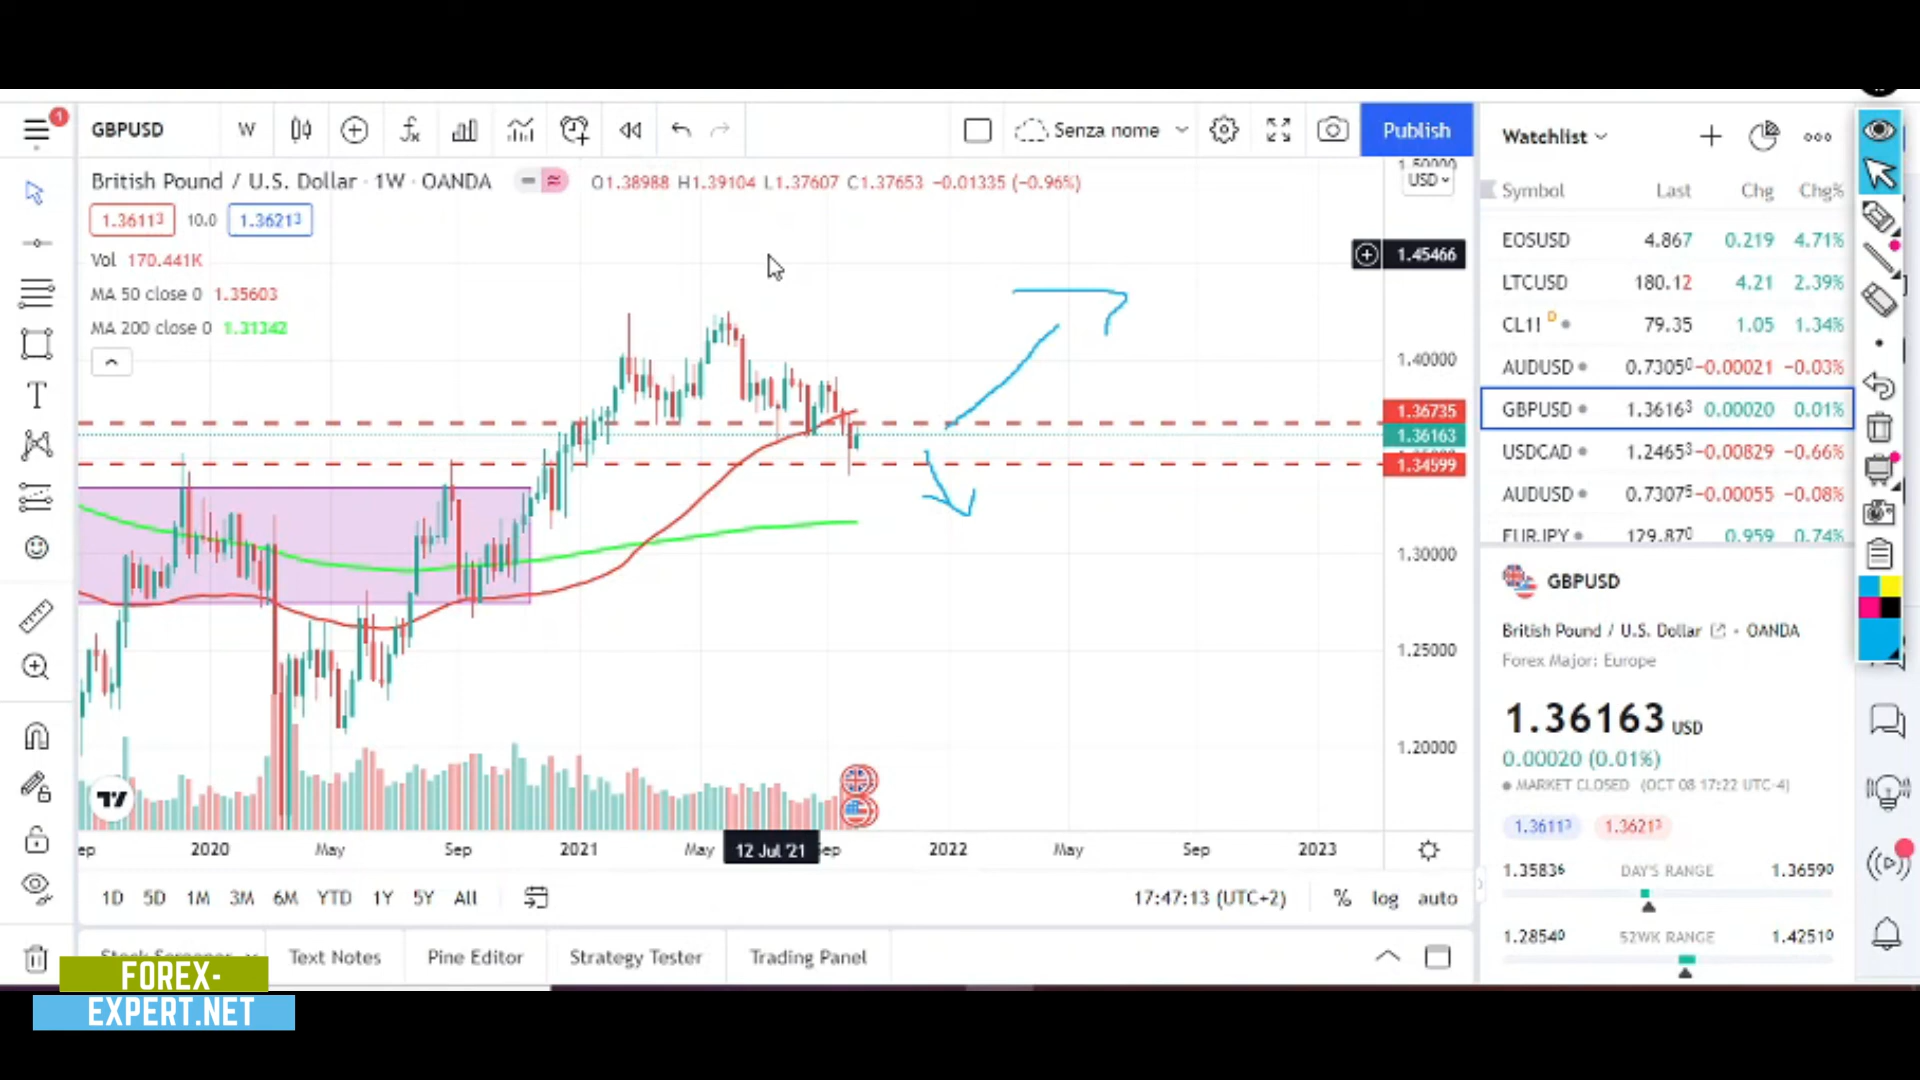 1
GBPUSD W Senza nome Publish
British Pound / U.S. Dollar · 1W · OANDA O1.38988 H1.39104 L1.37607 C1.37653 −0.01335 (−0.96%)
1.36113 10.0 1.36213
Vol 170.441K
MA 50 close 0 1.35603
MA 200 close 0 1.31342
1.50000
USD
1.45466
1.40000
1.36735
1.36163
1.34599
1.30000
1.25000
1.20000
ep 2020 May Sep 2021 May 12 Jul '21 Sep 2022 May Sep 2023
1D 5D 1M 3M 6M YTD 1Y 5Y All 17:47:13 (UTC+2) % log auto
Stock Screener Text Notes Pine Editor Strategy Tester Trading Panel
FOREX-
EXPERT.NET
Watchlist
Symbol Last Chg Chg%
EOSUSD 4.867 0.219 4.71%
LTCUSD 180.12 4.21 2.39%
CL1! D 79.35 1.05 1.34%
AUDUSD 0.73050 −0.00021 −0.03%
GBPUSD 1.36163 0.00020 0.01%
USDCAD 1.24653 −0.00829 −0.66%
AUDUSD 0.73075 −0.00055 −0.08%
EURJPY 129.870 0.959 0.74%
GBPUSD
British Pound / U.S. Dollar · OANDA
Forex Major: Europe
1.36163 USD
0.00020 (0.01%)
MARKET CLOSED (OCT 08 17:22 UTC-4)
1.36113 1.36213
1.35836 DAY'S RANGE 1.36590
1.28540 52WK RANGE 1.42510